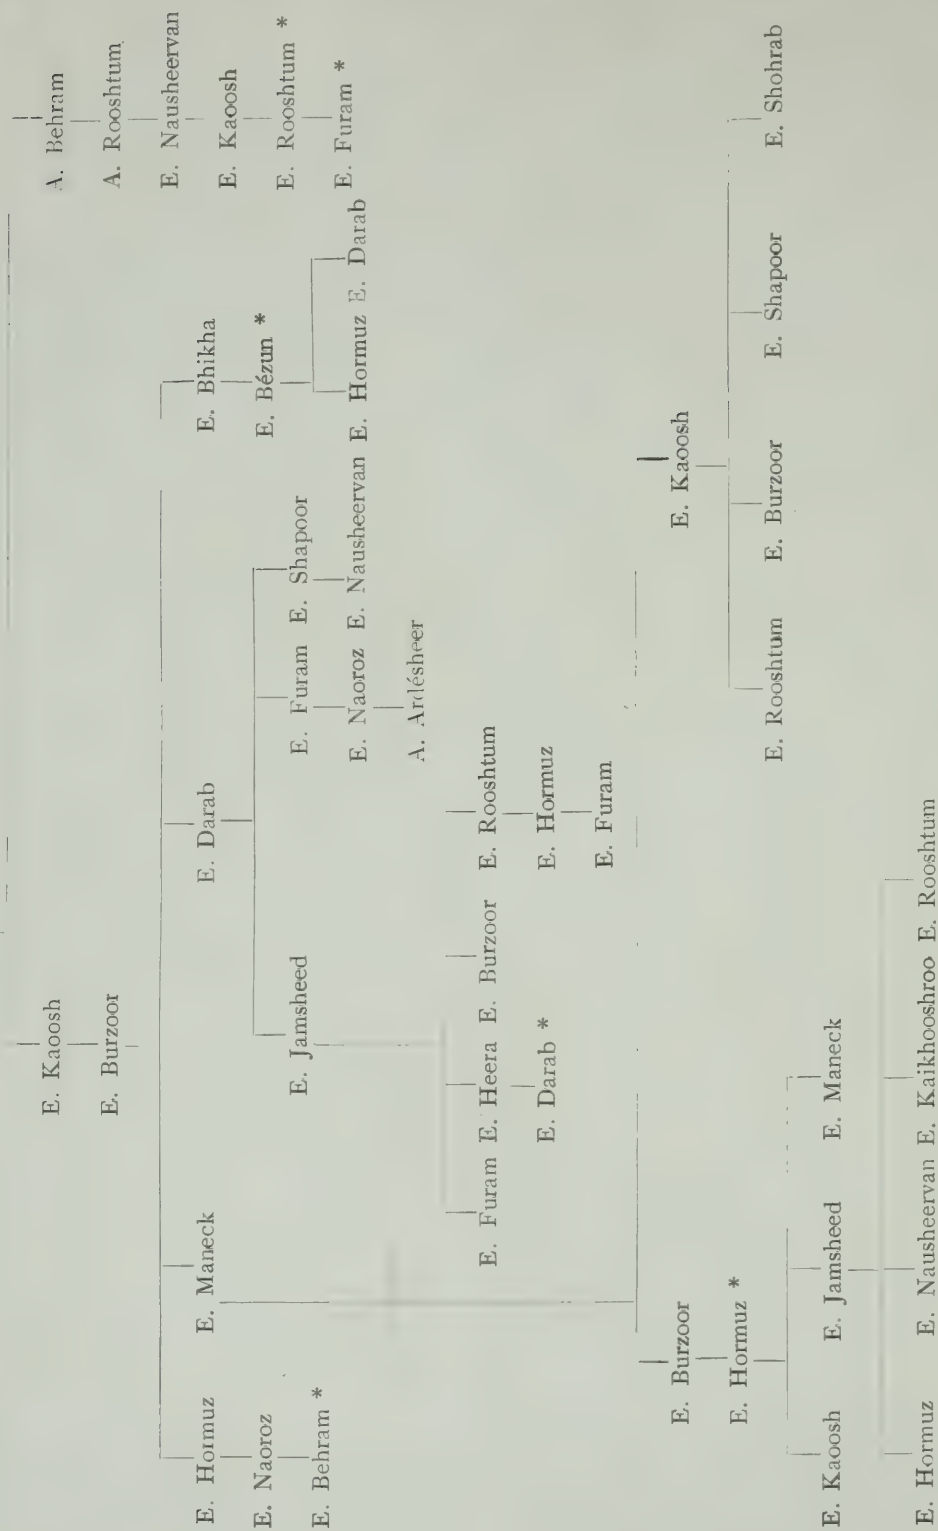 E. Kaoosh A. Behram
E. Burzoor A. Rooshtum
E. Nausheervan
E. Hormuz E. Maneck E. Darab E. Bhikha
E. Kaoosh
E. Naoroz E. Bézun *
E. Rooshtum *
E. Jamsheed E. Furam E. Shapoor
E. Behram *
E. Furam *
E. Naoroz E. Nausheervan E. Hormuz E. Darab
A. Ardésheer
E. Furam E. Heera E. Burzoor E. Rooshtum
E. Darab * E. Hormuz
E. Furam
E. Burzoor E. Kaoosh
E. Hormuz *
E. Rooshtum E. Burzoor E. Shapoor E. Shohrab
E. Kaoosh E. Jamsheed E. Maneck
E. Hormuz E. Nausheervan E. Kaikhooshroo E. Rooshtum